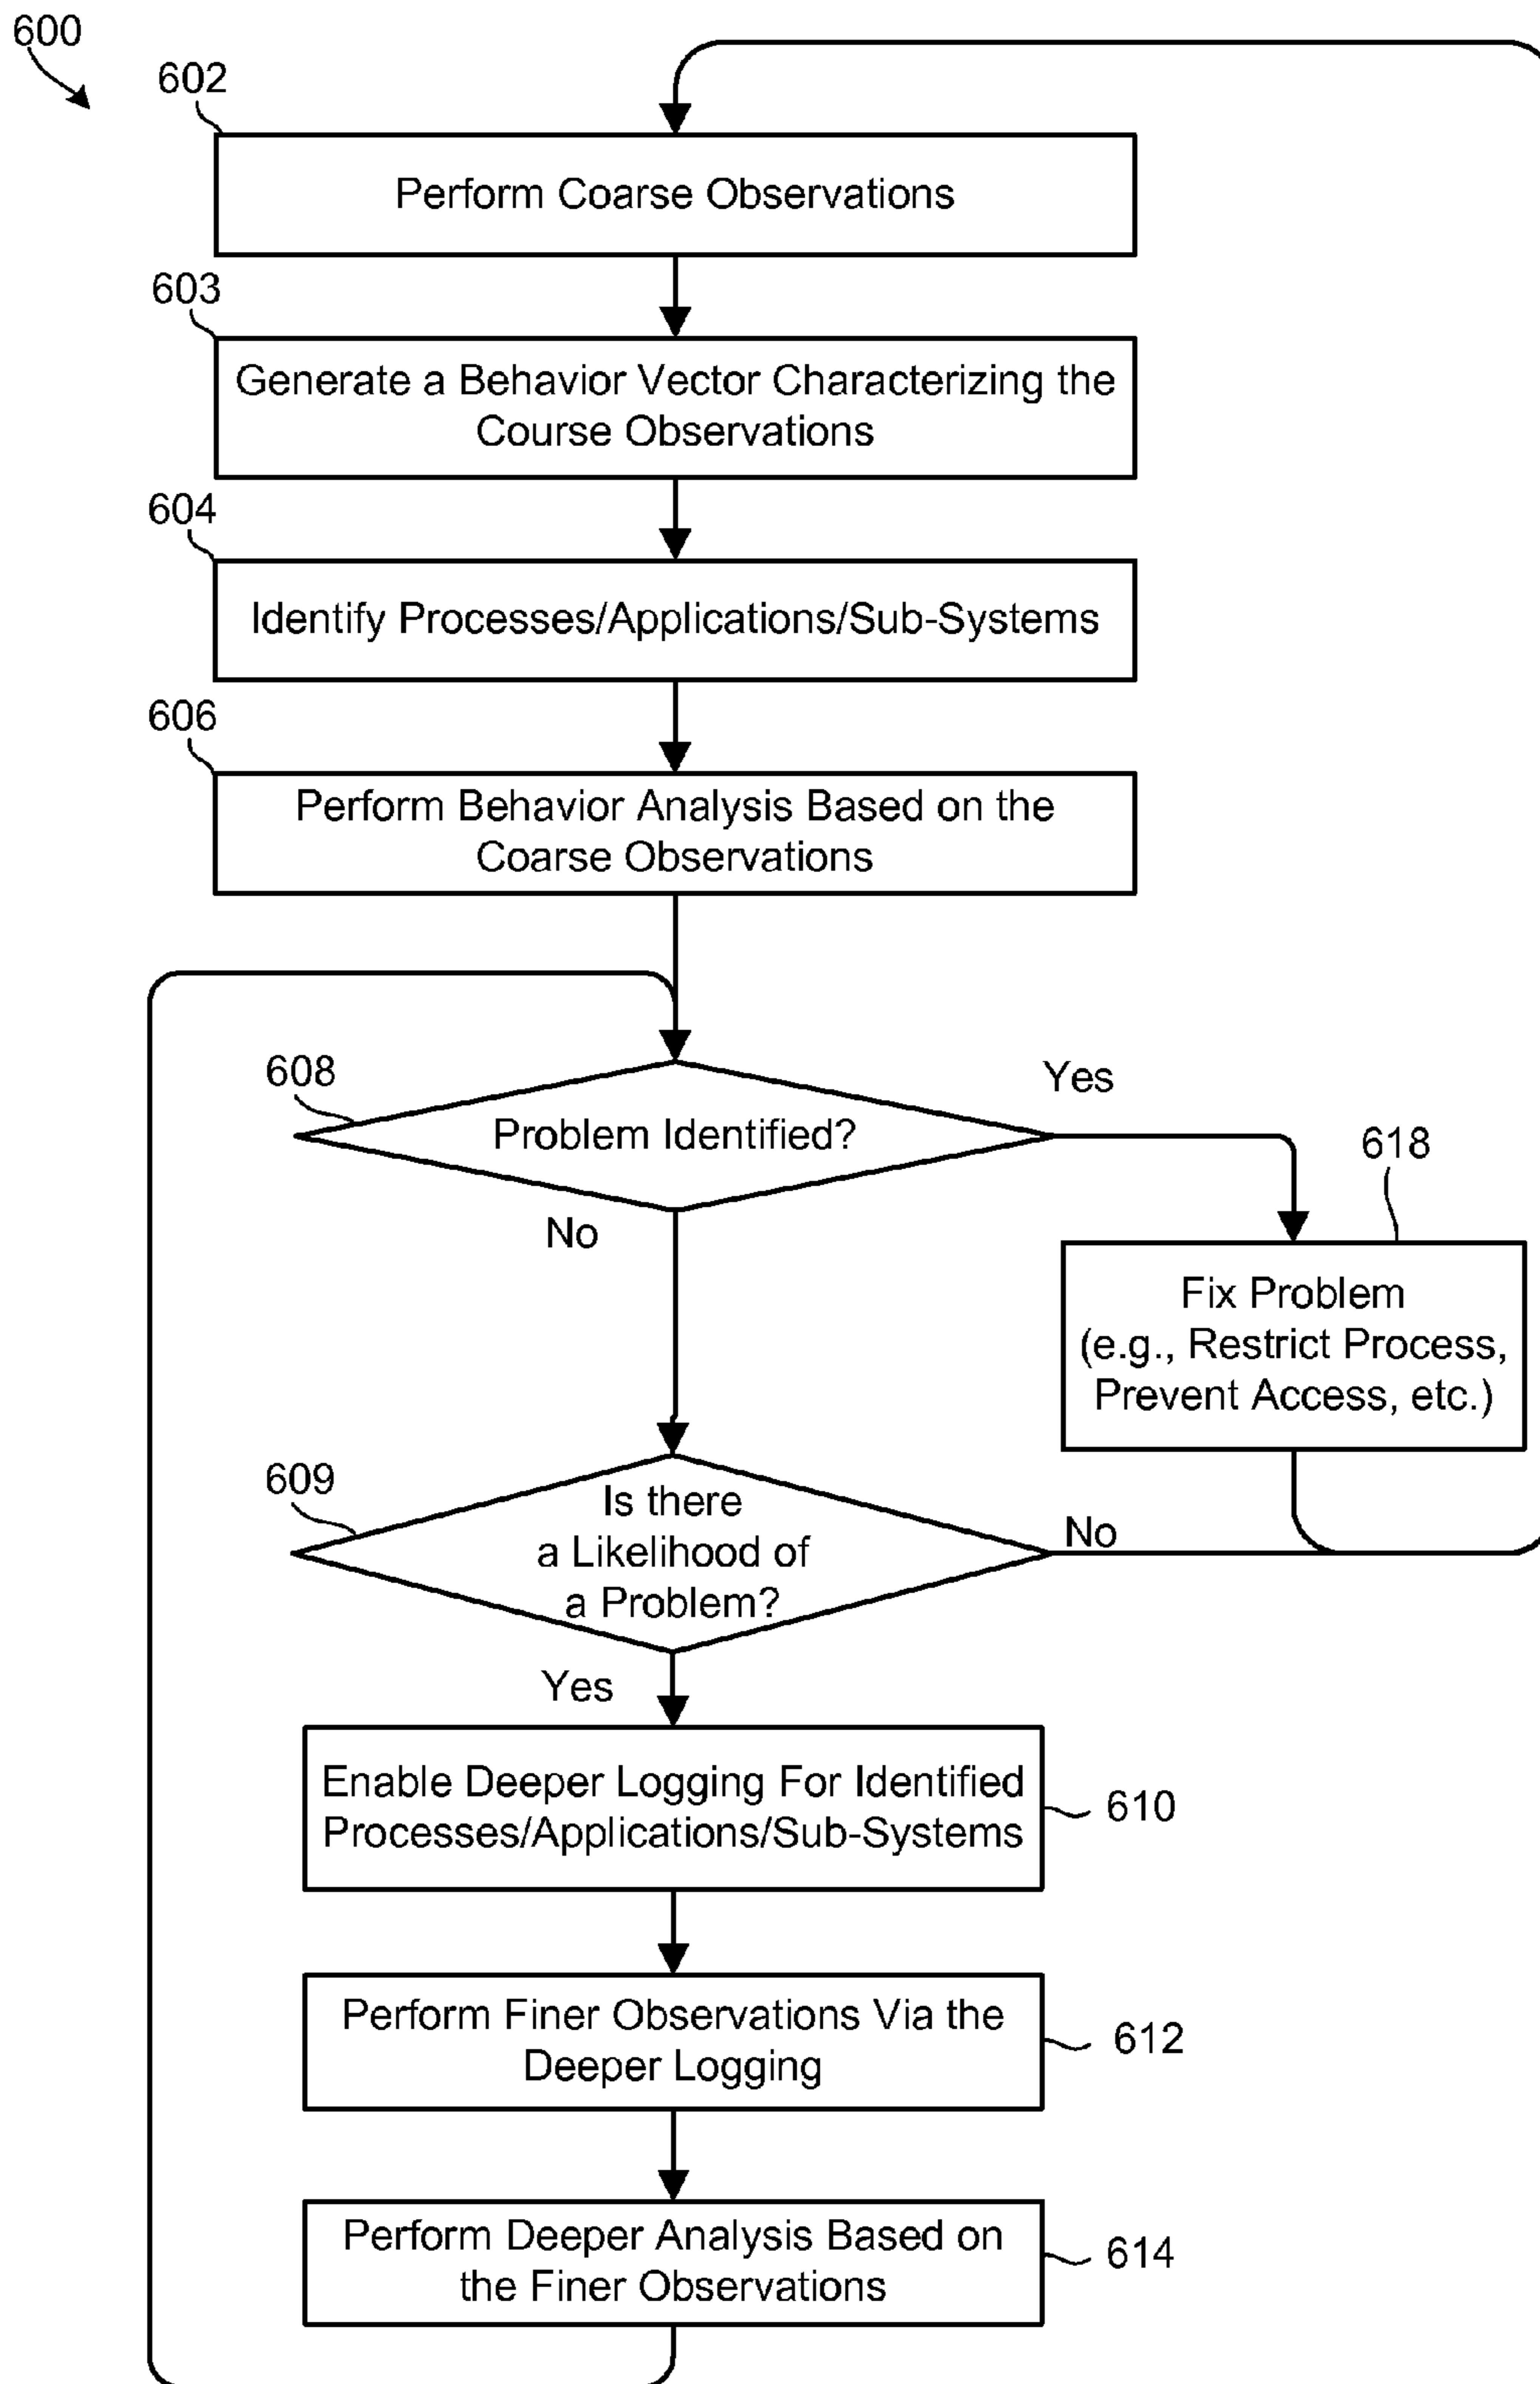 600
602
Perform Coarse Observations
603
Generate a Behavior Vector Characterizing the
Course Observations
604
Identify Processes/Applications/Sub-Systems
606
Perform Behavior Analysis Based on the
Coarse Observations
608
Problem Identified?
Yes
No
618
Fix Problem
(e.g., Restrict Process,
Prevent Access, etc.)
609
Is there
a Likelihood of
a Problem?
No
Yes
Enable Deeper Logging For Identified
Processes/Applications/Sub-Systems
610
Perform Finer Observations Via the
Deeper Logging
612
Perform Deeper Analysis Based on
the Finer Observations
614